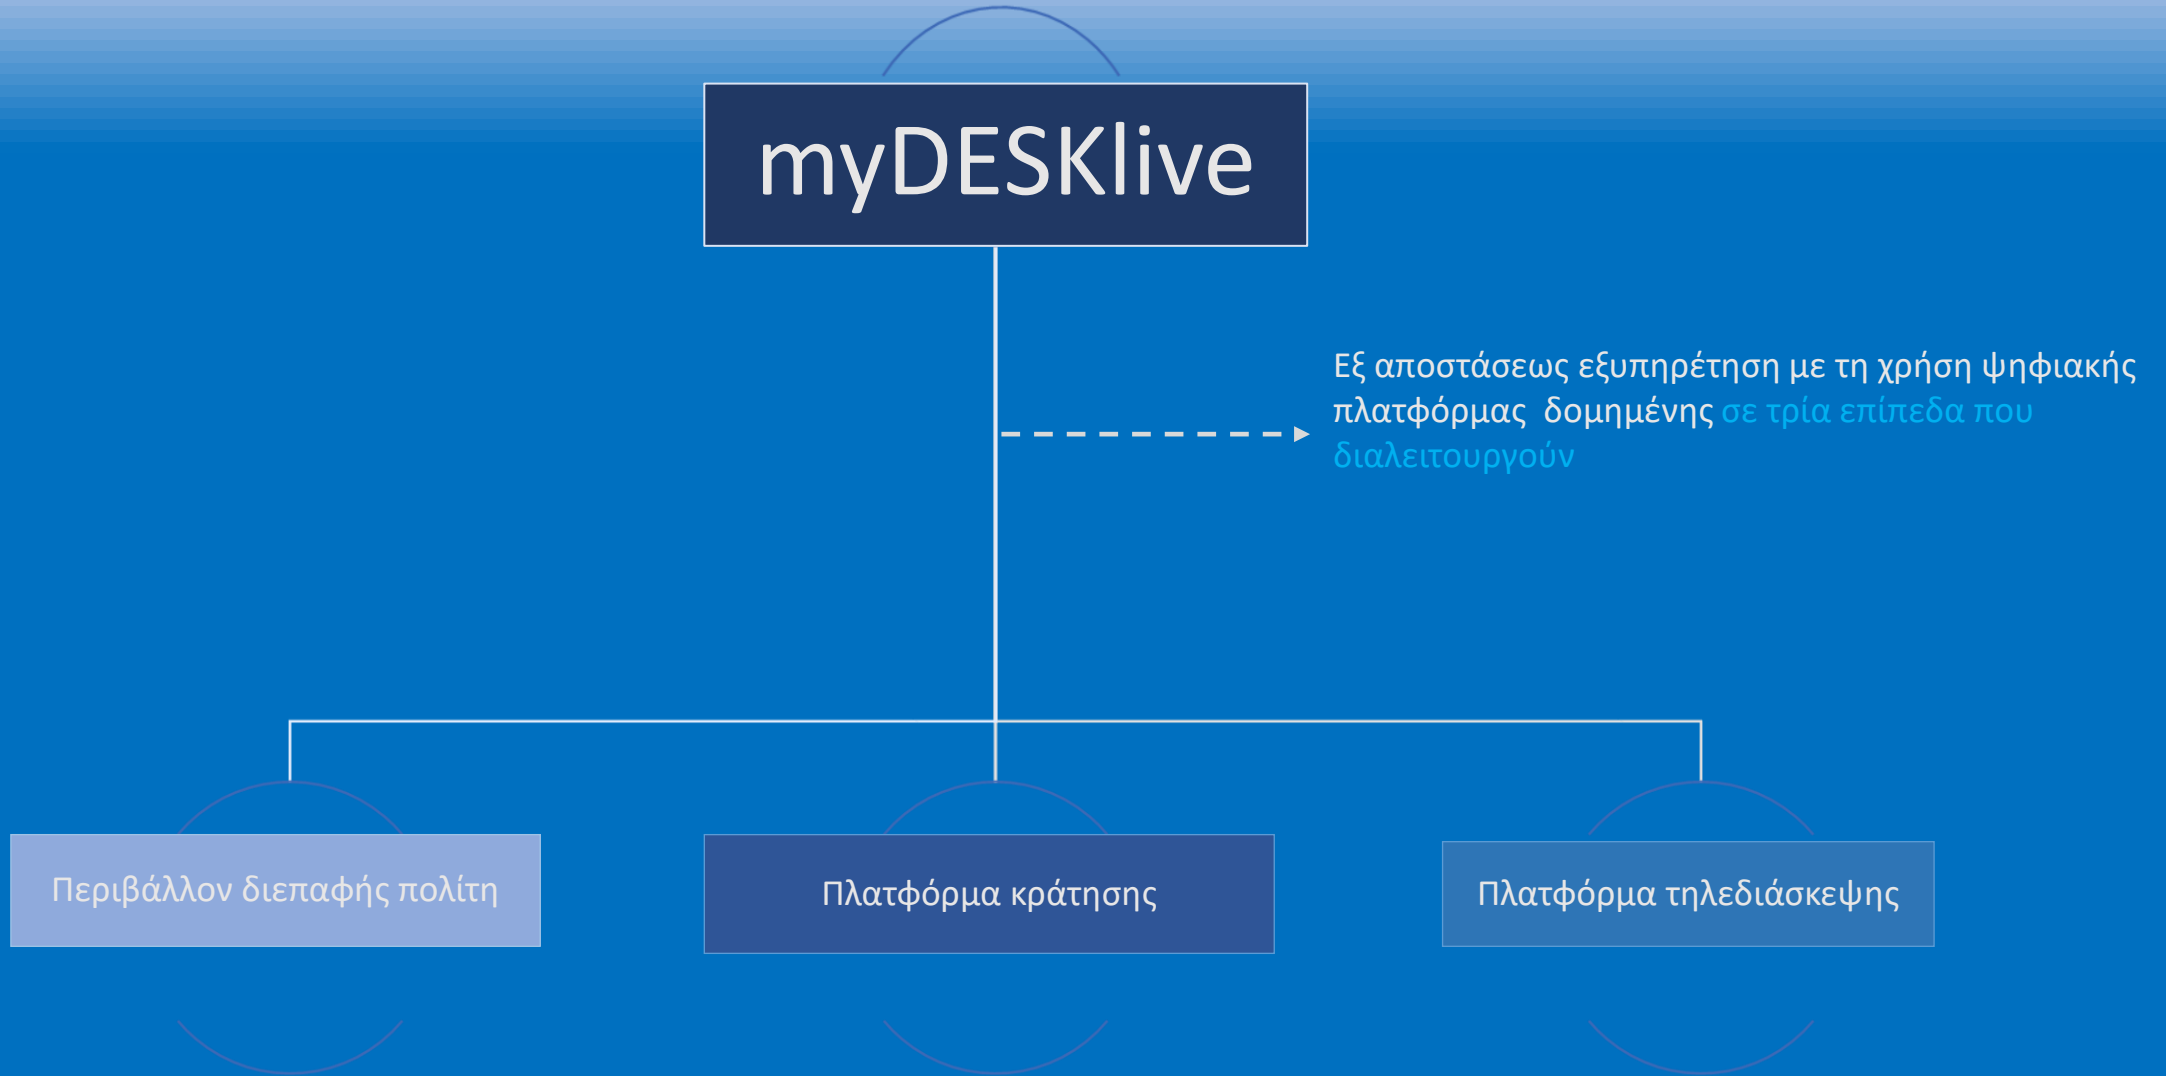 myDESKlive
Εξ αποστάσεως εξυπηρέτηση με τη χρήση ψηφιακής
πλατφόρμας  δομημένης σε τρία επίπεδα που
διαλειτουργούν
Περιβάλλον διεπαφής πολίτη
Πλατφόρμα κράτησης
Πλατφόρμα τηλεδιάσκεψης